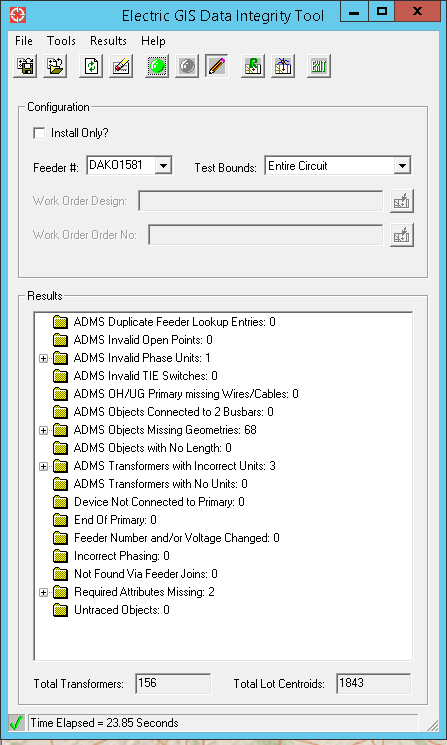 Electric GIS Data Integrity Tool
File Tools Results Help
EXIT
Configuration
Install Only?
Feeder #: DAKO1581 Test Bounds: Entire Circuit
Work Order Design:
Work Order Order No:
Results
ADMS Duplicate Feeder Lookup Entries: 0
ADMS Invalid Open Points: 0
ADMS Invalid Phase Units: 1
ADMS Invalid TIE Switches: 0
ADMS OH/UG Primary missing Wires/Cables: 0
ADMS Objects Connected to 2 Busbars: 0
ADMS Objects Missing Geometries: 68
ADMS Objects with No Length: 0
ADMS Transformers with Incorrect Units: 3
ADMS Transformers with No Units: 0
Device Not Connected to Primary: 0
End Of Primary: 0
Feeder Number and/or Voltage Changed: 0
Incorrect Phasing: 0
Not Found Via Feeder Joins: 0
Required Attributes Missing: 2
Untraced Objects: 0
Total Transformers: 156 Total Lot Centroids: 1843
Time Elapsed = 23.85 Seconds